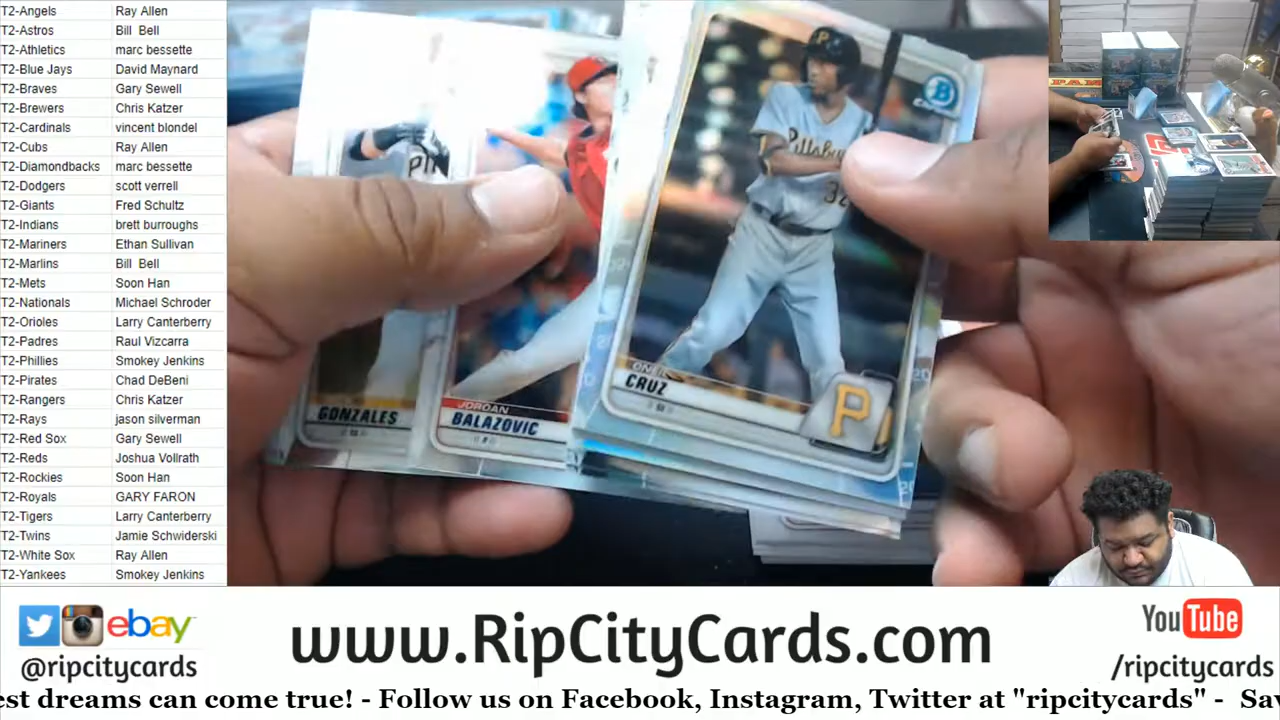 T2-Angels Ray Allen
T2-Astros Bill Bell
T2-Athletics marc bessette
T2-Blue Jays David Maynard
T2-Braves Gary Sewell
T2-Brewers Chris Katzer
T2-Cardinals vincent blondel
T2-Cubs Ray Allen
T2-Diamondbacks marc bessette
T2-Dodgers scott verrell
T2-Giants Fred Schultz
T2-Indians brett burroughs
T2-Mariners Ethan Sullivan
T2-Marlins Bill Bell
T2-Mets Soon Han
T2-Nationals Michael Schroder
T2-Orioles Larry Canterberry
T2-Padres Raul Vizcarra
T2-Phillies Smokey Jenkins
T2-Pirates Chad DeBeni
T2-Rangers Chris Katzer
T2-Rays jason silverman
T2-Red Sox Gary Sewell
T2-Reds Joshua Vollrath
T2-Rockies Soon Han
T2-Royals GARY FARON
T2-Tigers Larry Canterberry
T2-Twins Jamie Schwiderski
T2-White Sox Ray Allen
T2-Yankees Smokey Jenkins
GONZALES
JORDAN
BALAZOVIC
P
B
Pittsbu
32
ONEIL
CRUZ
P
ebay
@ripcitycards
www.RipCityCards.com
YouTube
/ripcitycards
est dreams can come true! - Follow us on Facebook, Instagram, Twitter at "ripcitycards" - Sa